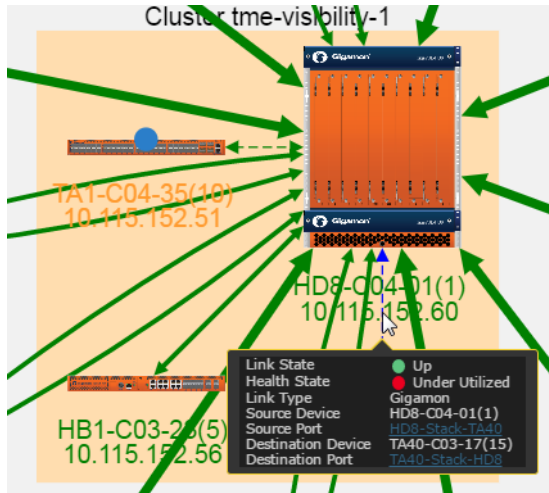 Cluster tme-visibility-1
Gigamon
TA1-C04-35(10)
10.115.152.51
Gigamon
HD8-C04-01(1)
10.115.152.60
HB1-C03-28(5)
10.115.152.56
Link State Up
Health State Under Utilized
Link Type Gigamon
Source Device HD8-C04-01(1)
Source Port HD8-Stack-TA40
Destination Device TA40-C03-17(15)
Destination Port TA40-Stack-HD8